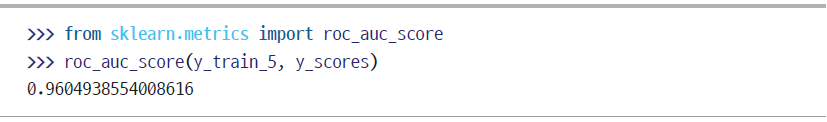 >>> from sklearn.metrics import roc_auc_score
>>> roc_auc_score(y_train_5, y_scores)
0.9604938554008616